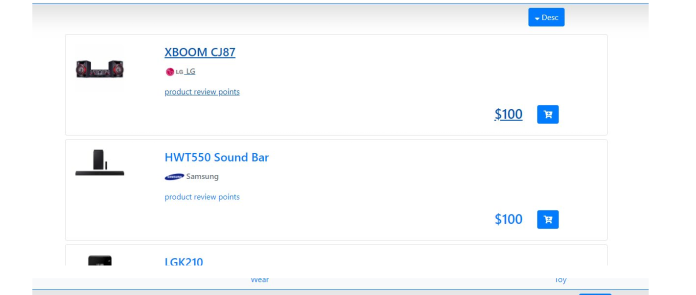 Desc
XBOOM CJ87
LG LG
product review points
$100
HWT550 Sound Bar
SAMSUNG Samsung
product review points
$100
LGK210
Wear
Toy